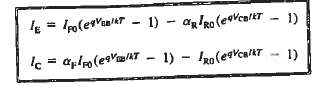 I_E = I_F0(e^{qV_EB/kT} − 1) − α_R I_R0(e^{qV_CB/kT} − 1)
I_C = α_F I_F0(e^{qV_EB/kT} − 1) − I_R0(e^{qV_CB/kT} − 1)